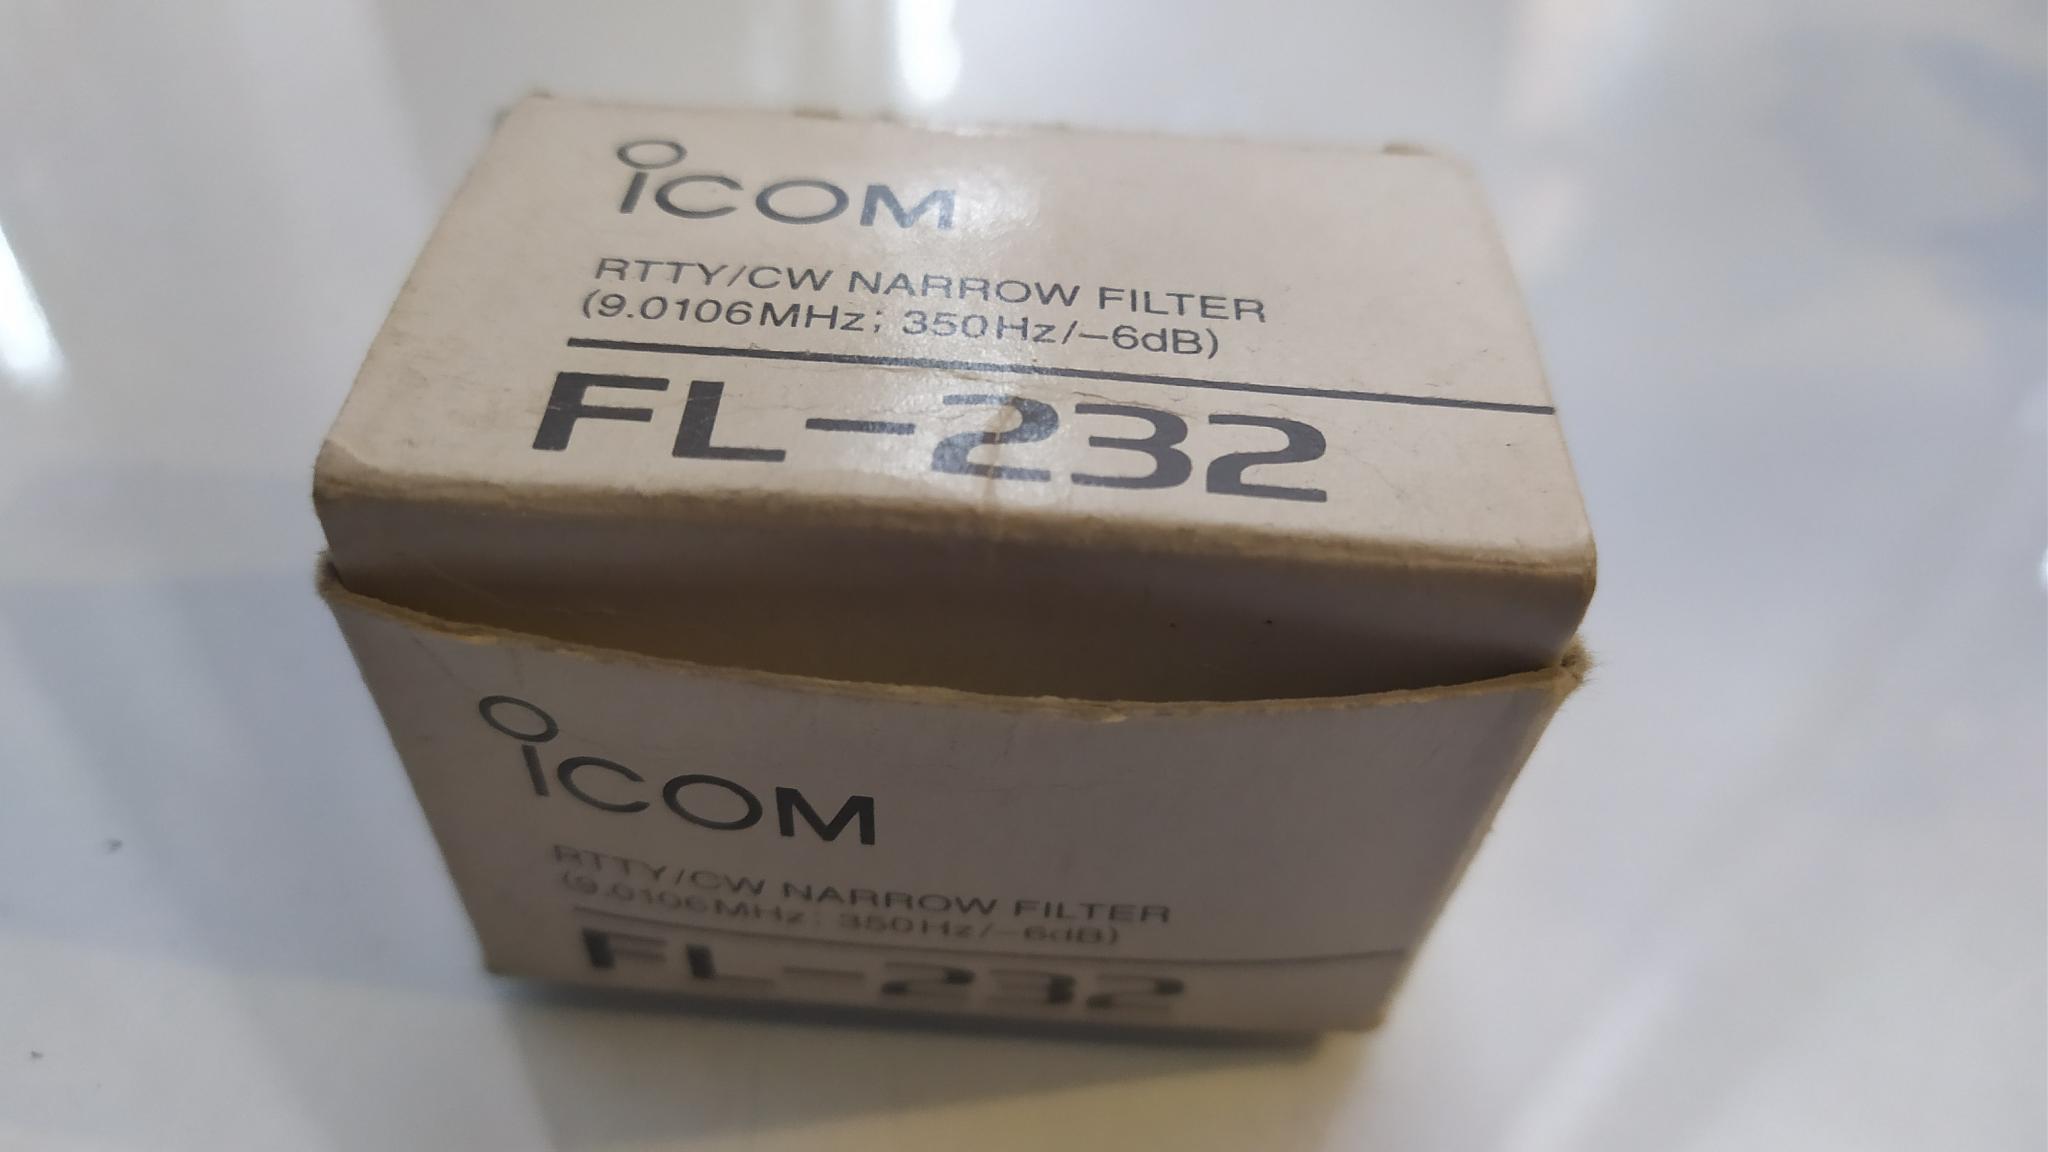 iCOM
RTTY/CW NARROW FILTER
(9.0106MHz; 350Hz/-6dB)
FL-232
iCOM
RTTY/CW NARROW FILTER
(9.0106MHz; 350Hz/-6dB)
FL-232